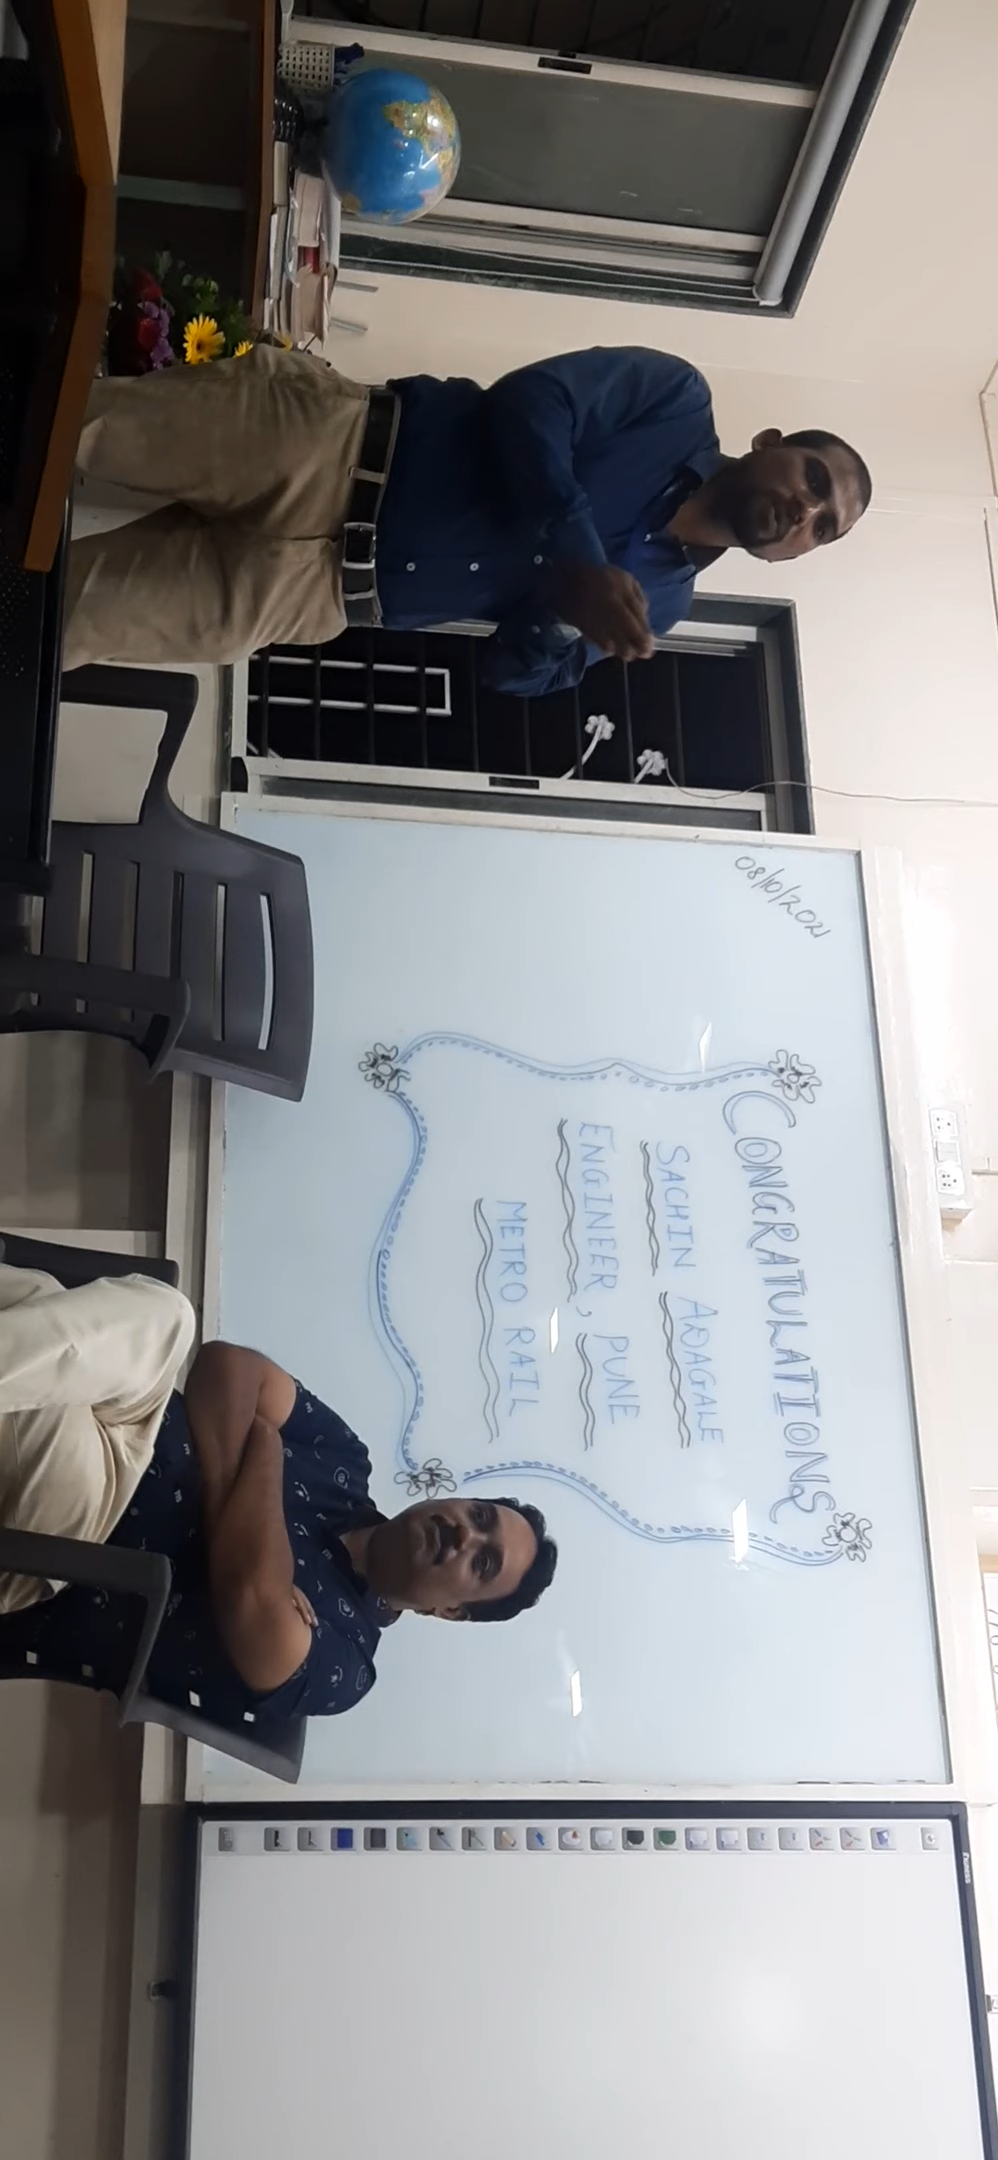 08/10/2021
CONGRATULATIONS
SACHIN ADAGALE
ENGINEER, PUNE
METRO RAIL